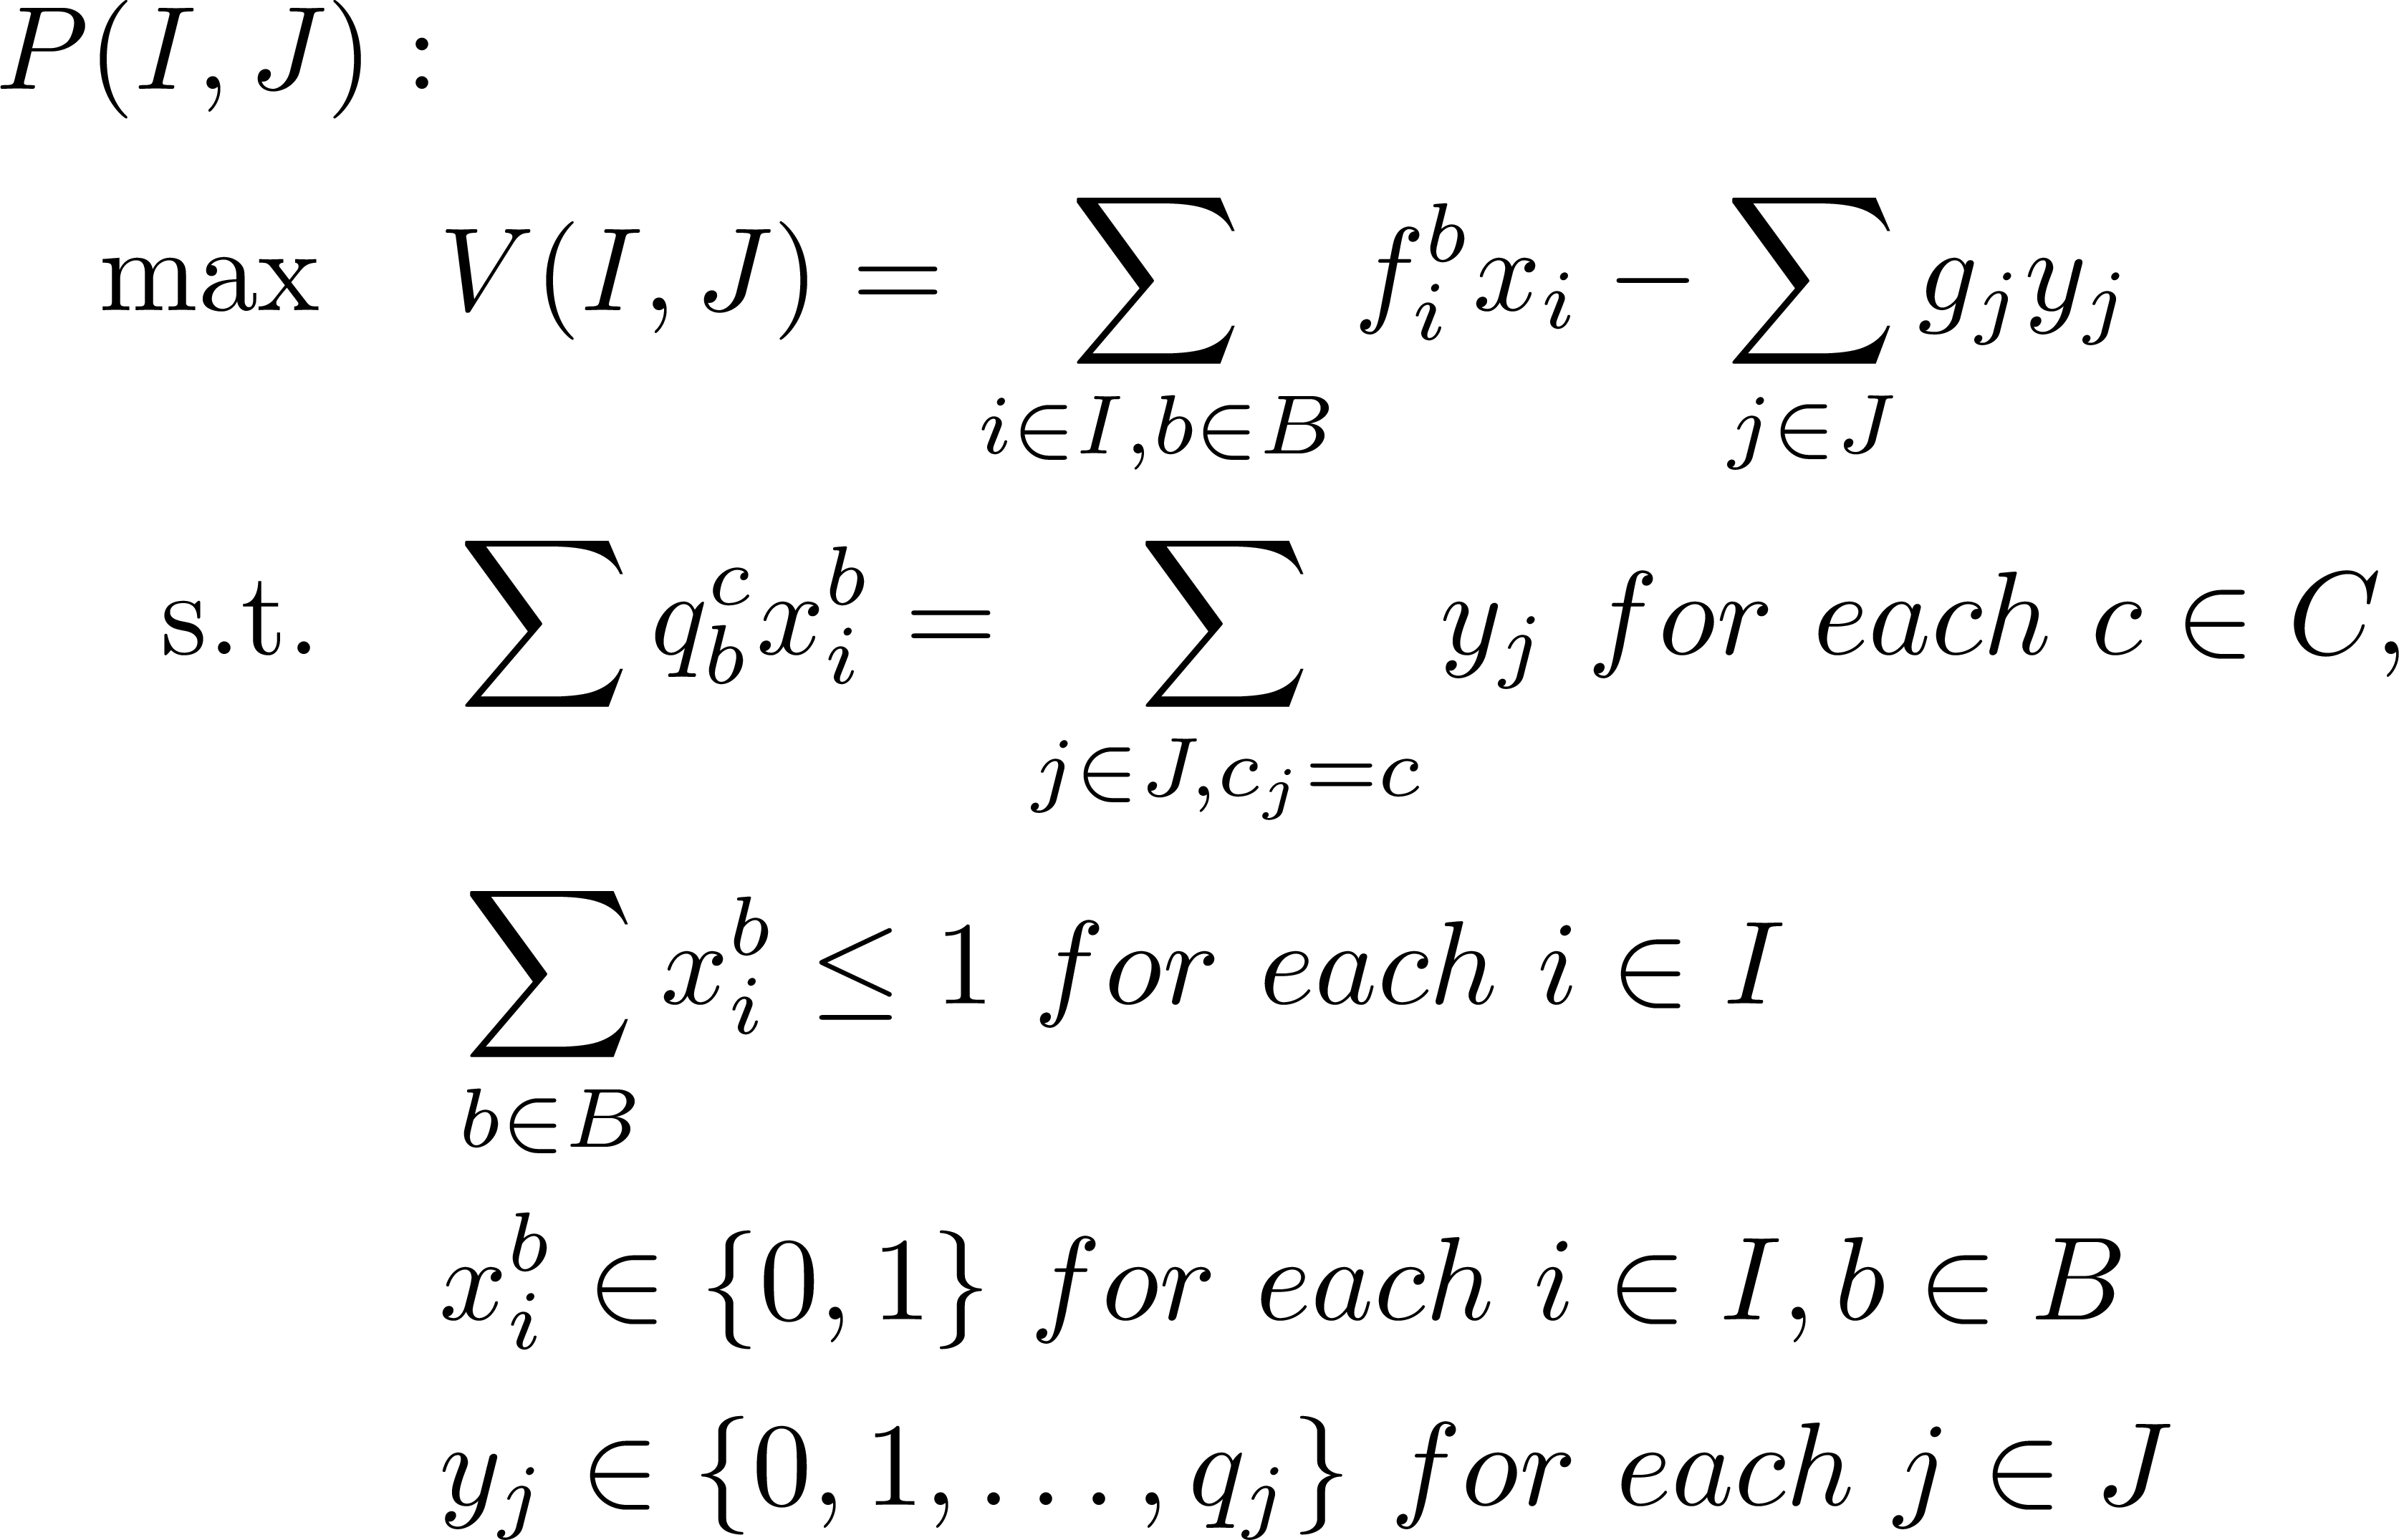 P(I, J) :
max V(I, J) = ∑_{i∈I,b∈B} f_i^b x_i − ∑_{j∈J} g_j y_j
s.t. ∑ q_b^c x_i^b = ∑_{j∈J,c_j=c} y_j for each c ∈ C,
∑_{b∈B} x_i^b ≤ 1 for each i ∈ I
x_i^b ∈ {0, 1} for each i ∈ I, b ∈ B
y_j ∈ {0, 1, . . . , q_j} for each j ∈ J